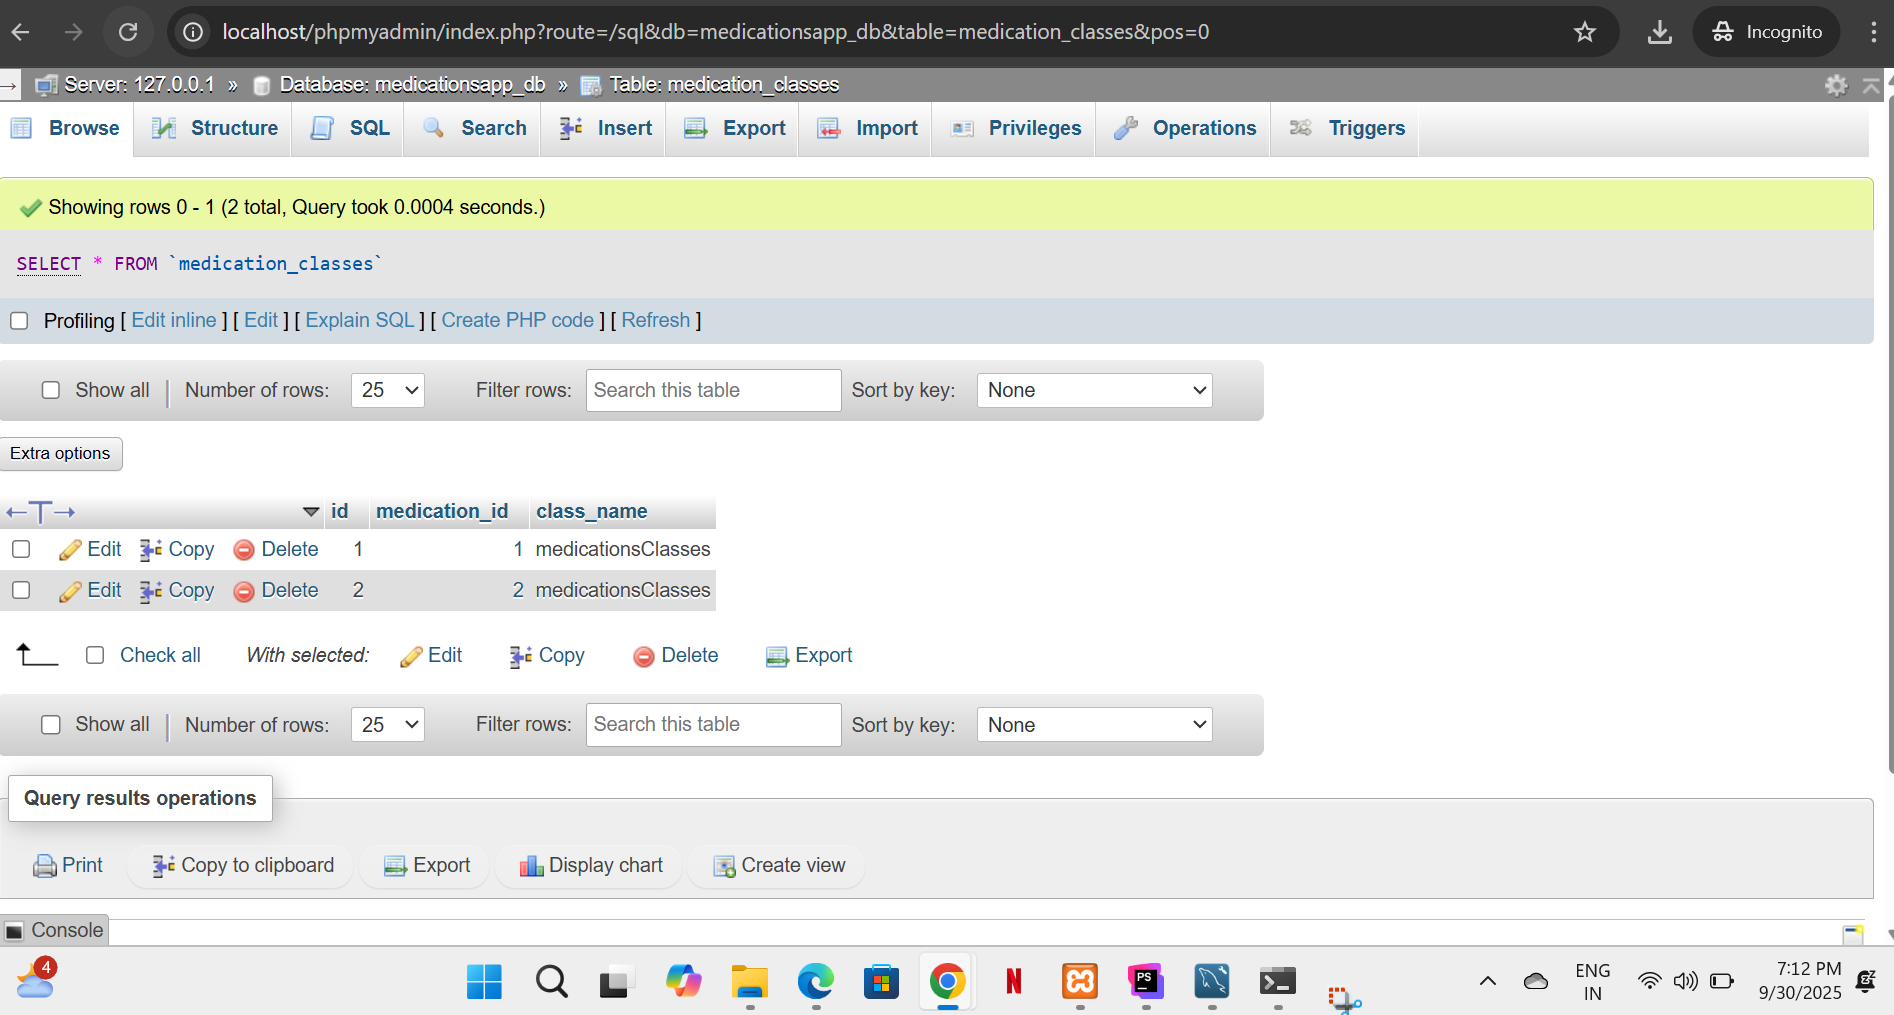 localhost/phpmyadmin/index.php?route=/sql&db=medicationsapp_db&table=medication_classes&pos=0
Incognito
Server: 127.0.0.1 » Database: medicationsapp_db » Table: medication_classes
Browse Structure SQL Search Insert Export Import Privileges Operations Triggers
Showing rows 0 - 1 (2 total, Query took 0.0004 seconds.)
SELECT * FROM `medication_classes`
Profiling [ Edit inline ] [ Edit ] [ Explain SQL ] [ Create PHP code ] [ Refresh ]
Show all Number of rows: 25 Filter rows: Search this table Sort by key: None
Extra options
←T→ id medication_id class_name
Edit Copy Delete 1 1 medicationsClasses
Edit Copy Delete 2 2 medicationsClasses
Check all With selected: Edit Copy Delete Export
Show all Number of rows: 25 Filter rows: Search this table Sort by key: None
Query results operations
Print Copy to clipboard Export Display chart Create view
Console
4
N
PS
ENG
IN
7:12 PM
9/30/2025